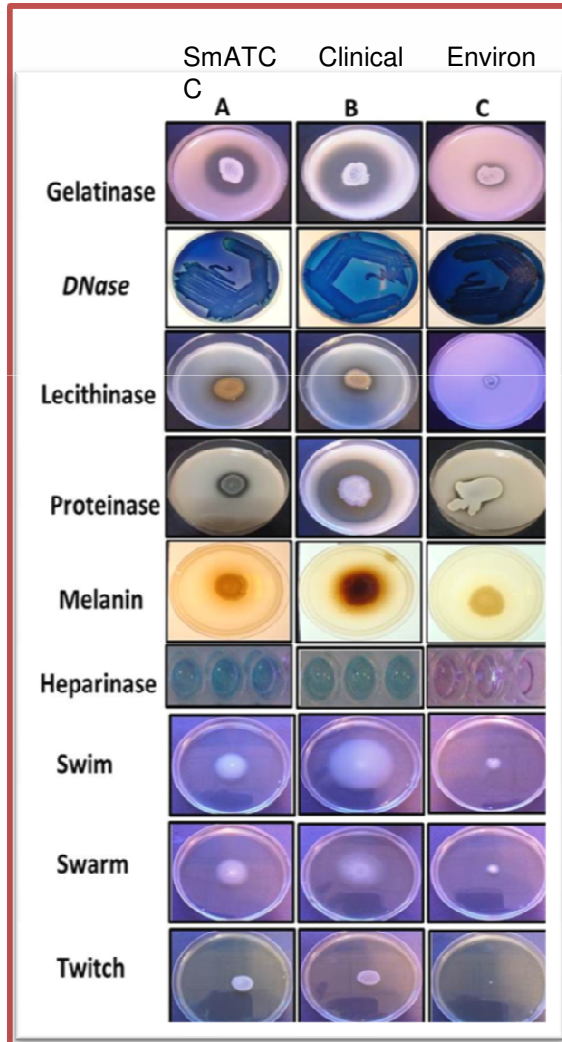 SmATC Clinical Environ
C
A B C
Gelatinase
DNase
Lecithinase
Proteinase
Melanin
Heparinase
Swim
Swarm
Twitch